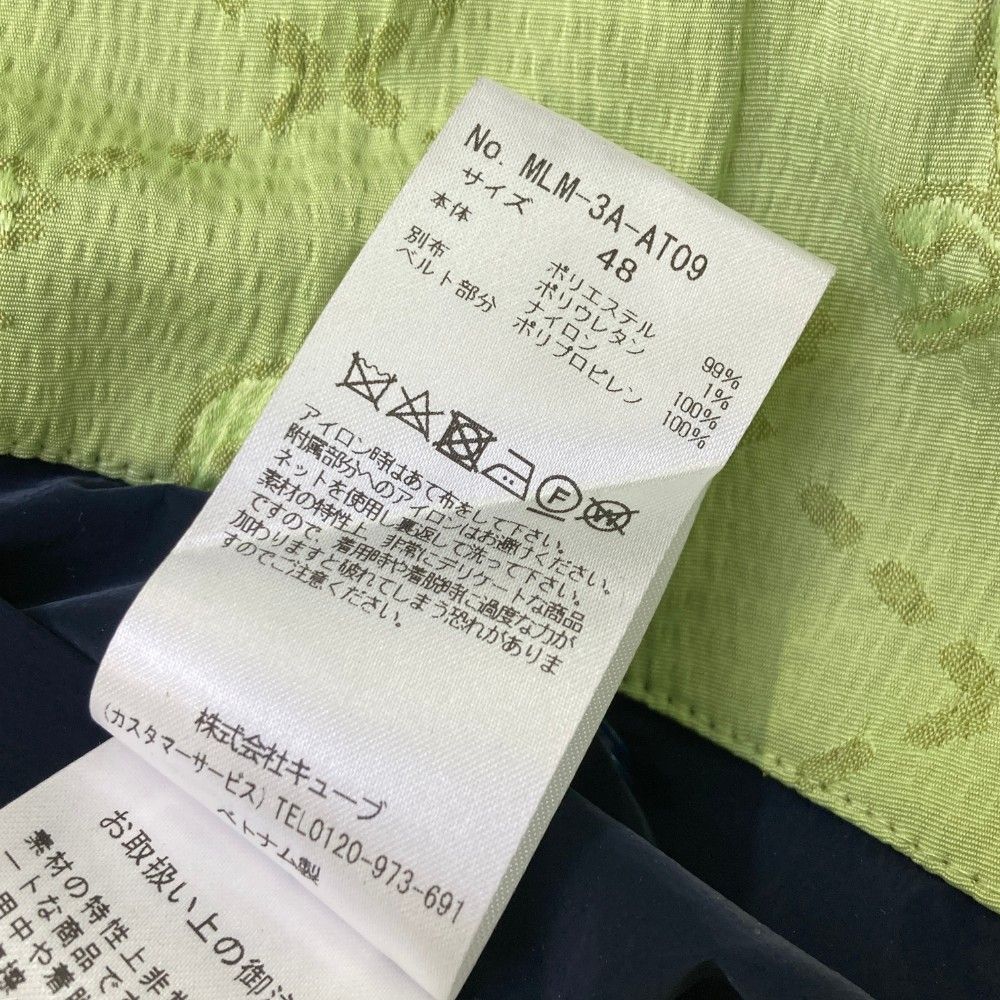 No. MLM-3A-AT09
サイズ 48
本体 ポリエステル 99%
ポリウレタン 1%
別布 ナイロン 100%
ベルト部分 ポリプロピレン 100%
F
アイロン時はあて布をして下さい。
附属部分へのアイロンはお避けください。
ネットを使用し裏返して洗って下さい。
素材の特性上、非常にデリケートな商品
ですので、着用時や着脱時に過度な力が
加わりますと破れてしまう恐れがありま
すのでご注意ください。
株式会社キューブ
(カスタマーサービス) TEL0120-973-691
ベトナム製
お取扱い上の御注
素材の特性上非
ートな商品で
用中や着